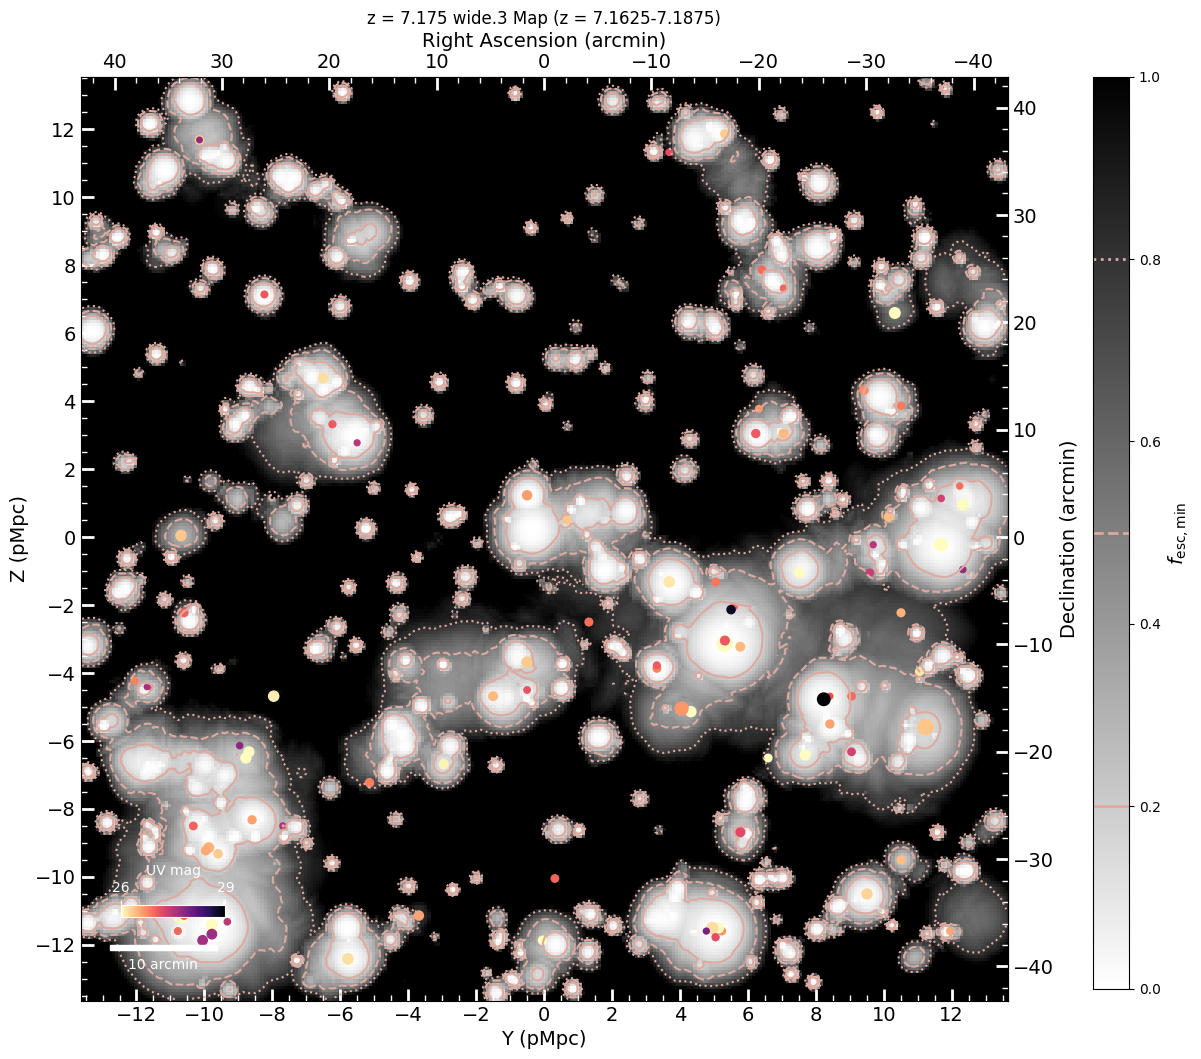 z = 7.175 wide.3 Map (z = 7.1625-7.1875)
Right Ascension (arcmin)
40 30 20 10 0 −10 −20 −30 −40
12 10 8 6 4 2 0 −2 −4 −6 −8 −10 −12
Z (pMpc)
40 30 20 10 0 −10 −20 −30 −40
Declination (arcmin)
UV mag
26 29
10 arcmin
−12 −10 −8 −6 −4 −2 0 2 4 6 8 10 12
Y (pMpc)
1.0
0.8
0.6
0.4
0.2
0.0
fesc, min